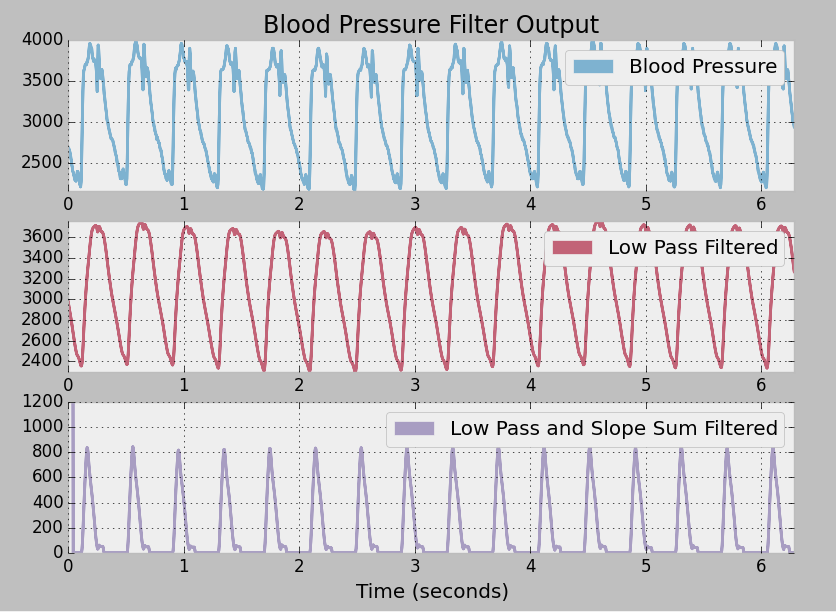 Blood Pressure Filter Output
4000
3500
3000
2500
Blood Pressure
0 1 2 3 4 5 6
3600
3400
3200
3000
2800
2600
2400
Low Pass Filtered
0 1 2 3 4 5 6
1200
1000
800
600
400
200
0
Low Pass and Slope Sum Filtered
0 1 2 3 4 5 6
Time (seconds)